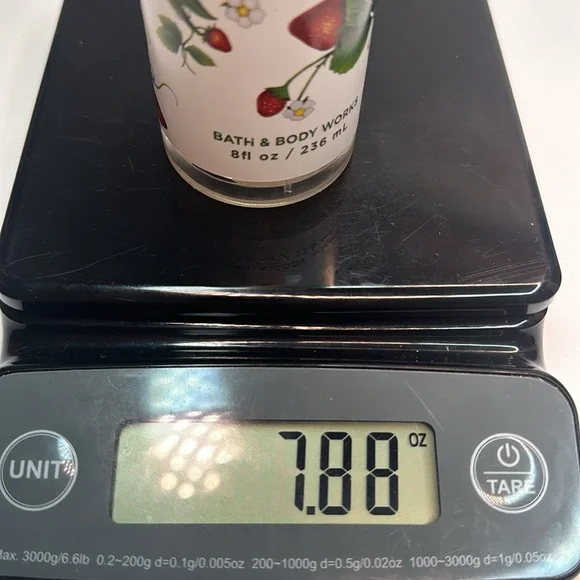 BATH & BODY WORKS
8fl oz / 236 mL
7.88 OZ
UNIT
TARE
Max. 3000g/6.6lb 0.2~200g d=0.1g/0.005oz 200~1000g d=0.5g/0.02oz 1000~3000g d=1g/0.05oz